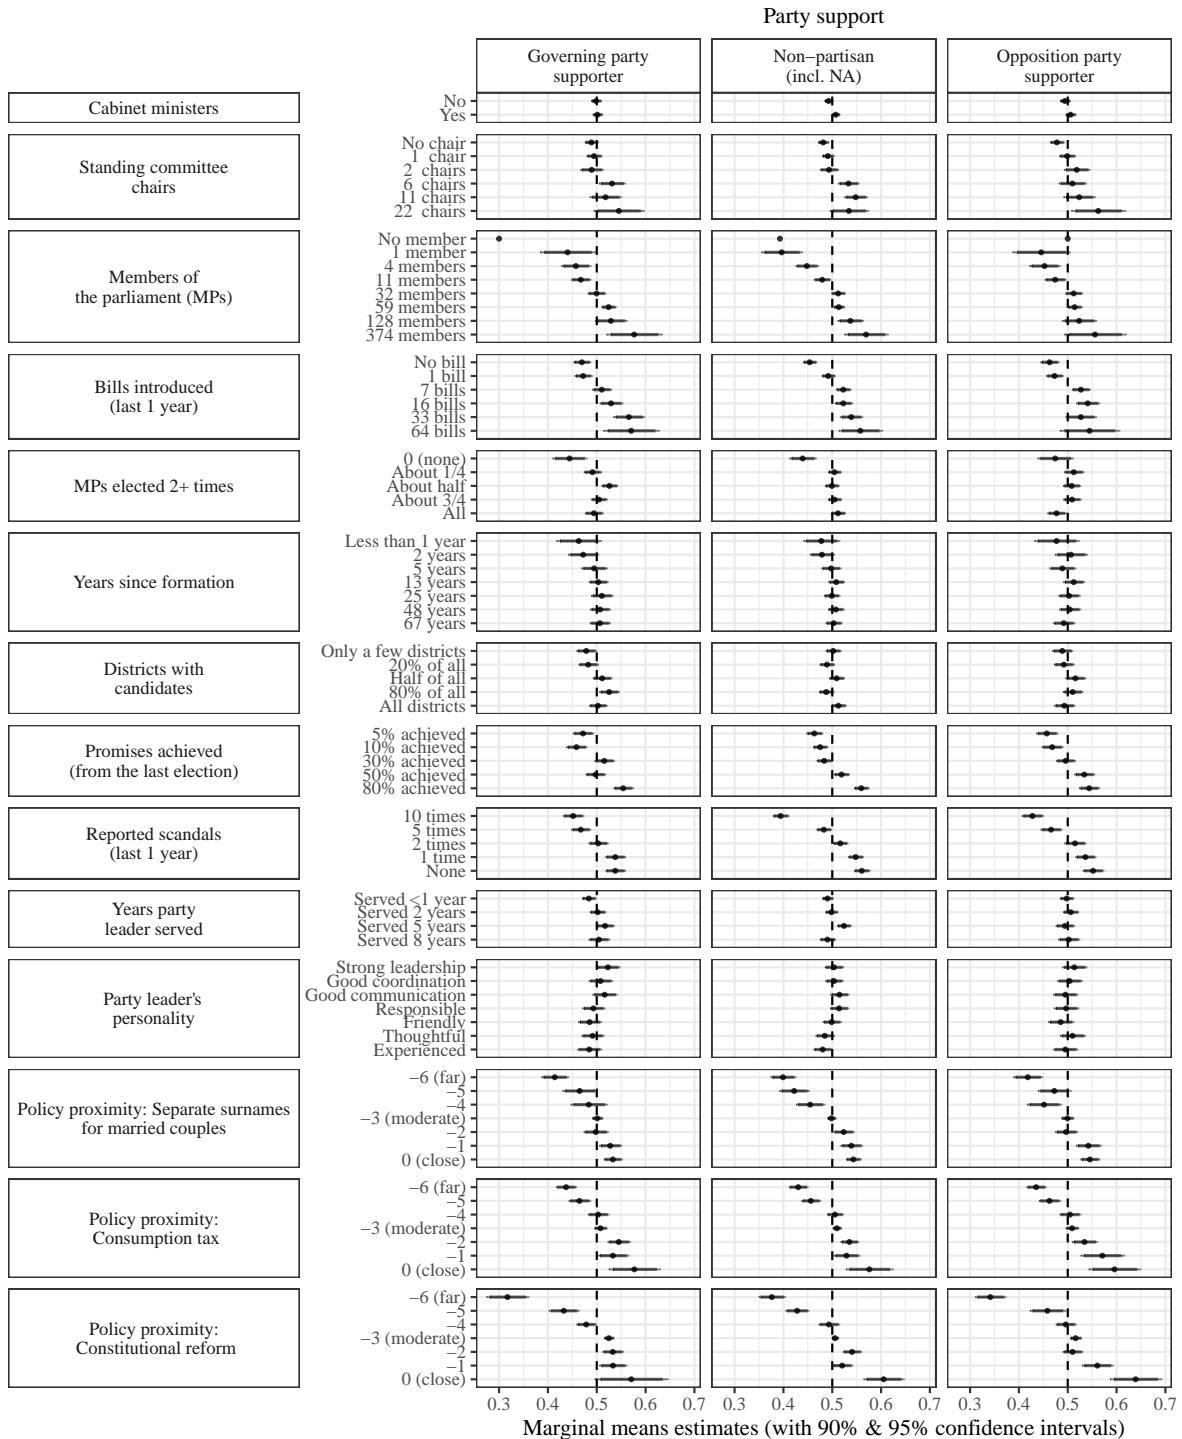 Party support
Governing party
supporter
Non−partisan
(incl. NA)
Opposition party
supporter
Cabinet ministers
No
Yes
Standing committee
chairs
No chair
1 chair
2 chairs
6 chairs
11 chairs
22 chairs
Members of
the parliament (MPs)
No member
1 member
4 members
11 members
32 members
59 members
128 members
374 members
Bills introduced
(last 1 year)
No bill
1 bill
7 bills
16 bills
33 bills
64 bills
MPs elected 2+ times
0 (none)
About 1/4
About half
About 3/4
All
Years since formation
Less than 1 year
2 years
5 years
13 years
25 years
48 years
67 years
Districts with
candidates
Only a few districts
20% of all
Half of all
80% of all
All districts
Promises achieved
(from the last election)
5% achieved
10% achieved
30% achieved
50% achieved
80% achieved
Reported scandals
(last 1 year)
10 times
5 times
2 times
1 time
None
Years party
leader served
Served <1 year
Served 2 years
Served 5 years
Served 8 years
Party leader's
personality
Strong leadership
Good coordination
Good communication
Responsible
Friendly
Thoughtful
Experienced
Policy proximity: Separate surnames
for married couples
−6 (far)
−5
−4
−3 (moderate)
−2
−1
0 (close)
Policy proximity:
Consumption tax
−6 (far)
−5
−4
−3 (moderate)
−2
−1
0 (close)
Policy proximity:
Constitutional reform
−6 (far)
−5
−4
−3 (moderate)
−2
−1
0 (close)
0.3 0.4 0.5 0.6 0.7 0.3 0.4 0.5 0.6 0.7 0.3 0.4 0.5 0.6 0.7
Marginal means estimates (with 90% & 95% confidence intervals)